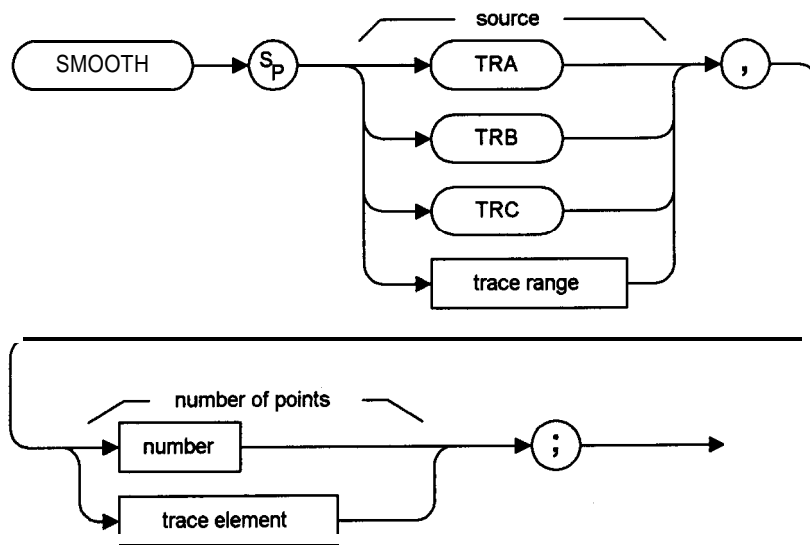 source
SMOOTH SP TRA ,
TRB
TRC
trace range
number of points
number ;
trace element